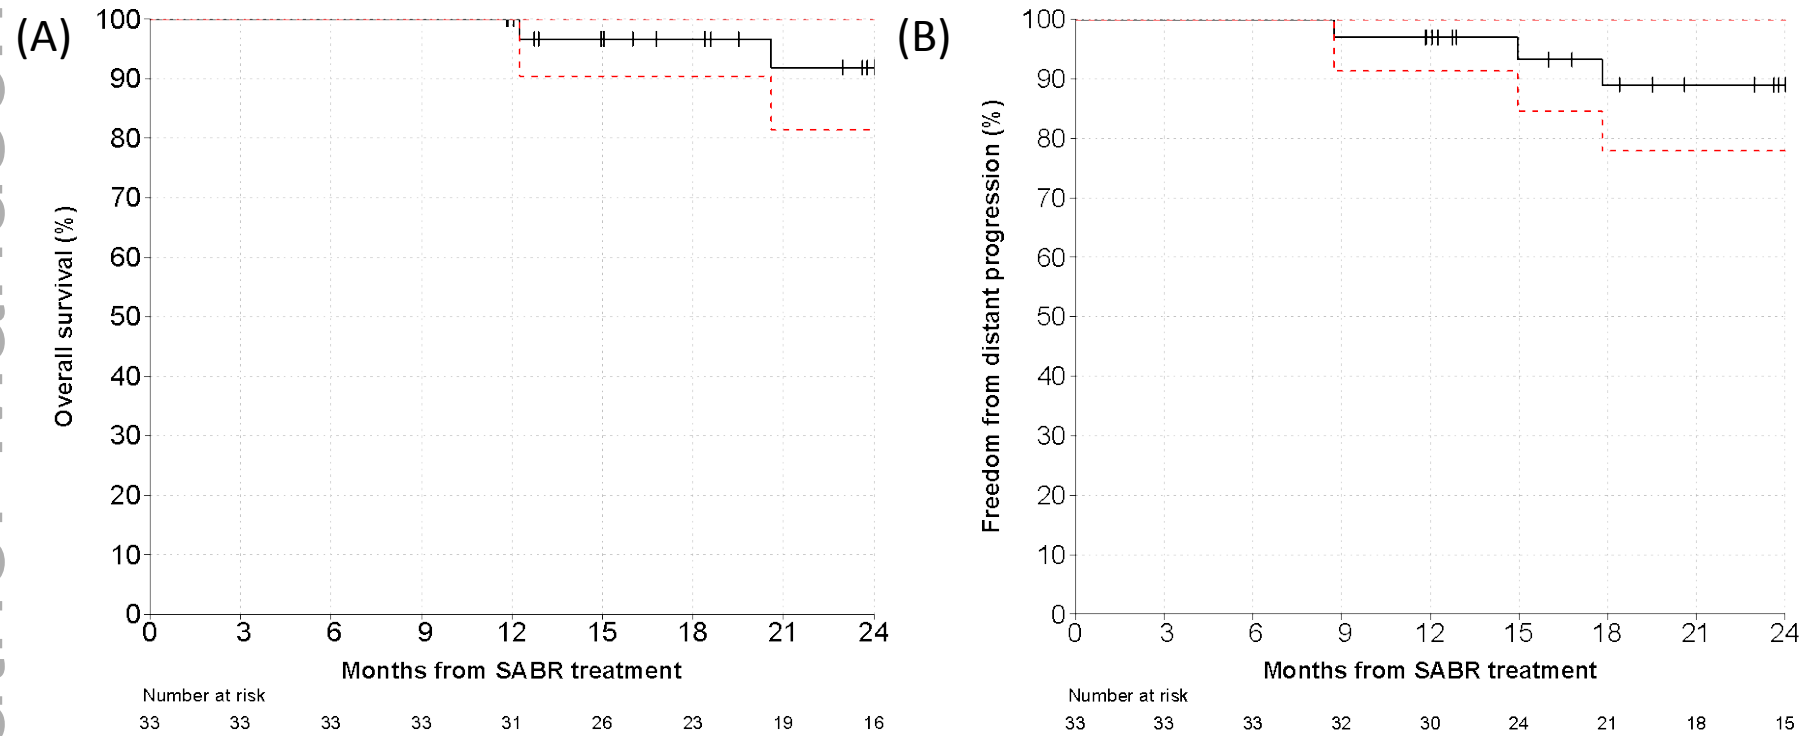 (A)
100
90
80
70
60
50
40
30
20
10
0
Overall survival (%)
0 3 6 9 12 15 18 21 24
Months from SABR treatment
Number at risk
33 33 33 33 31 26 23 19 16
(B)
100
90
80
70
60
50
40
30
20
10
0
Freedom from distant progression (%)
0 3 6 9 12 15 18 21 24
Months from SABR treatment
Number at risk
33 33 33 32 30 24 21 18 15